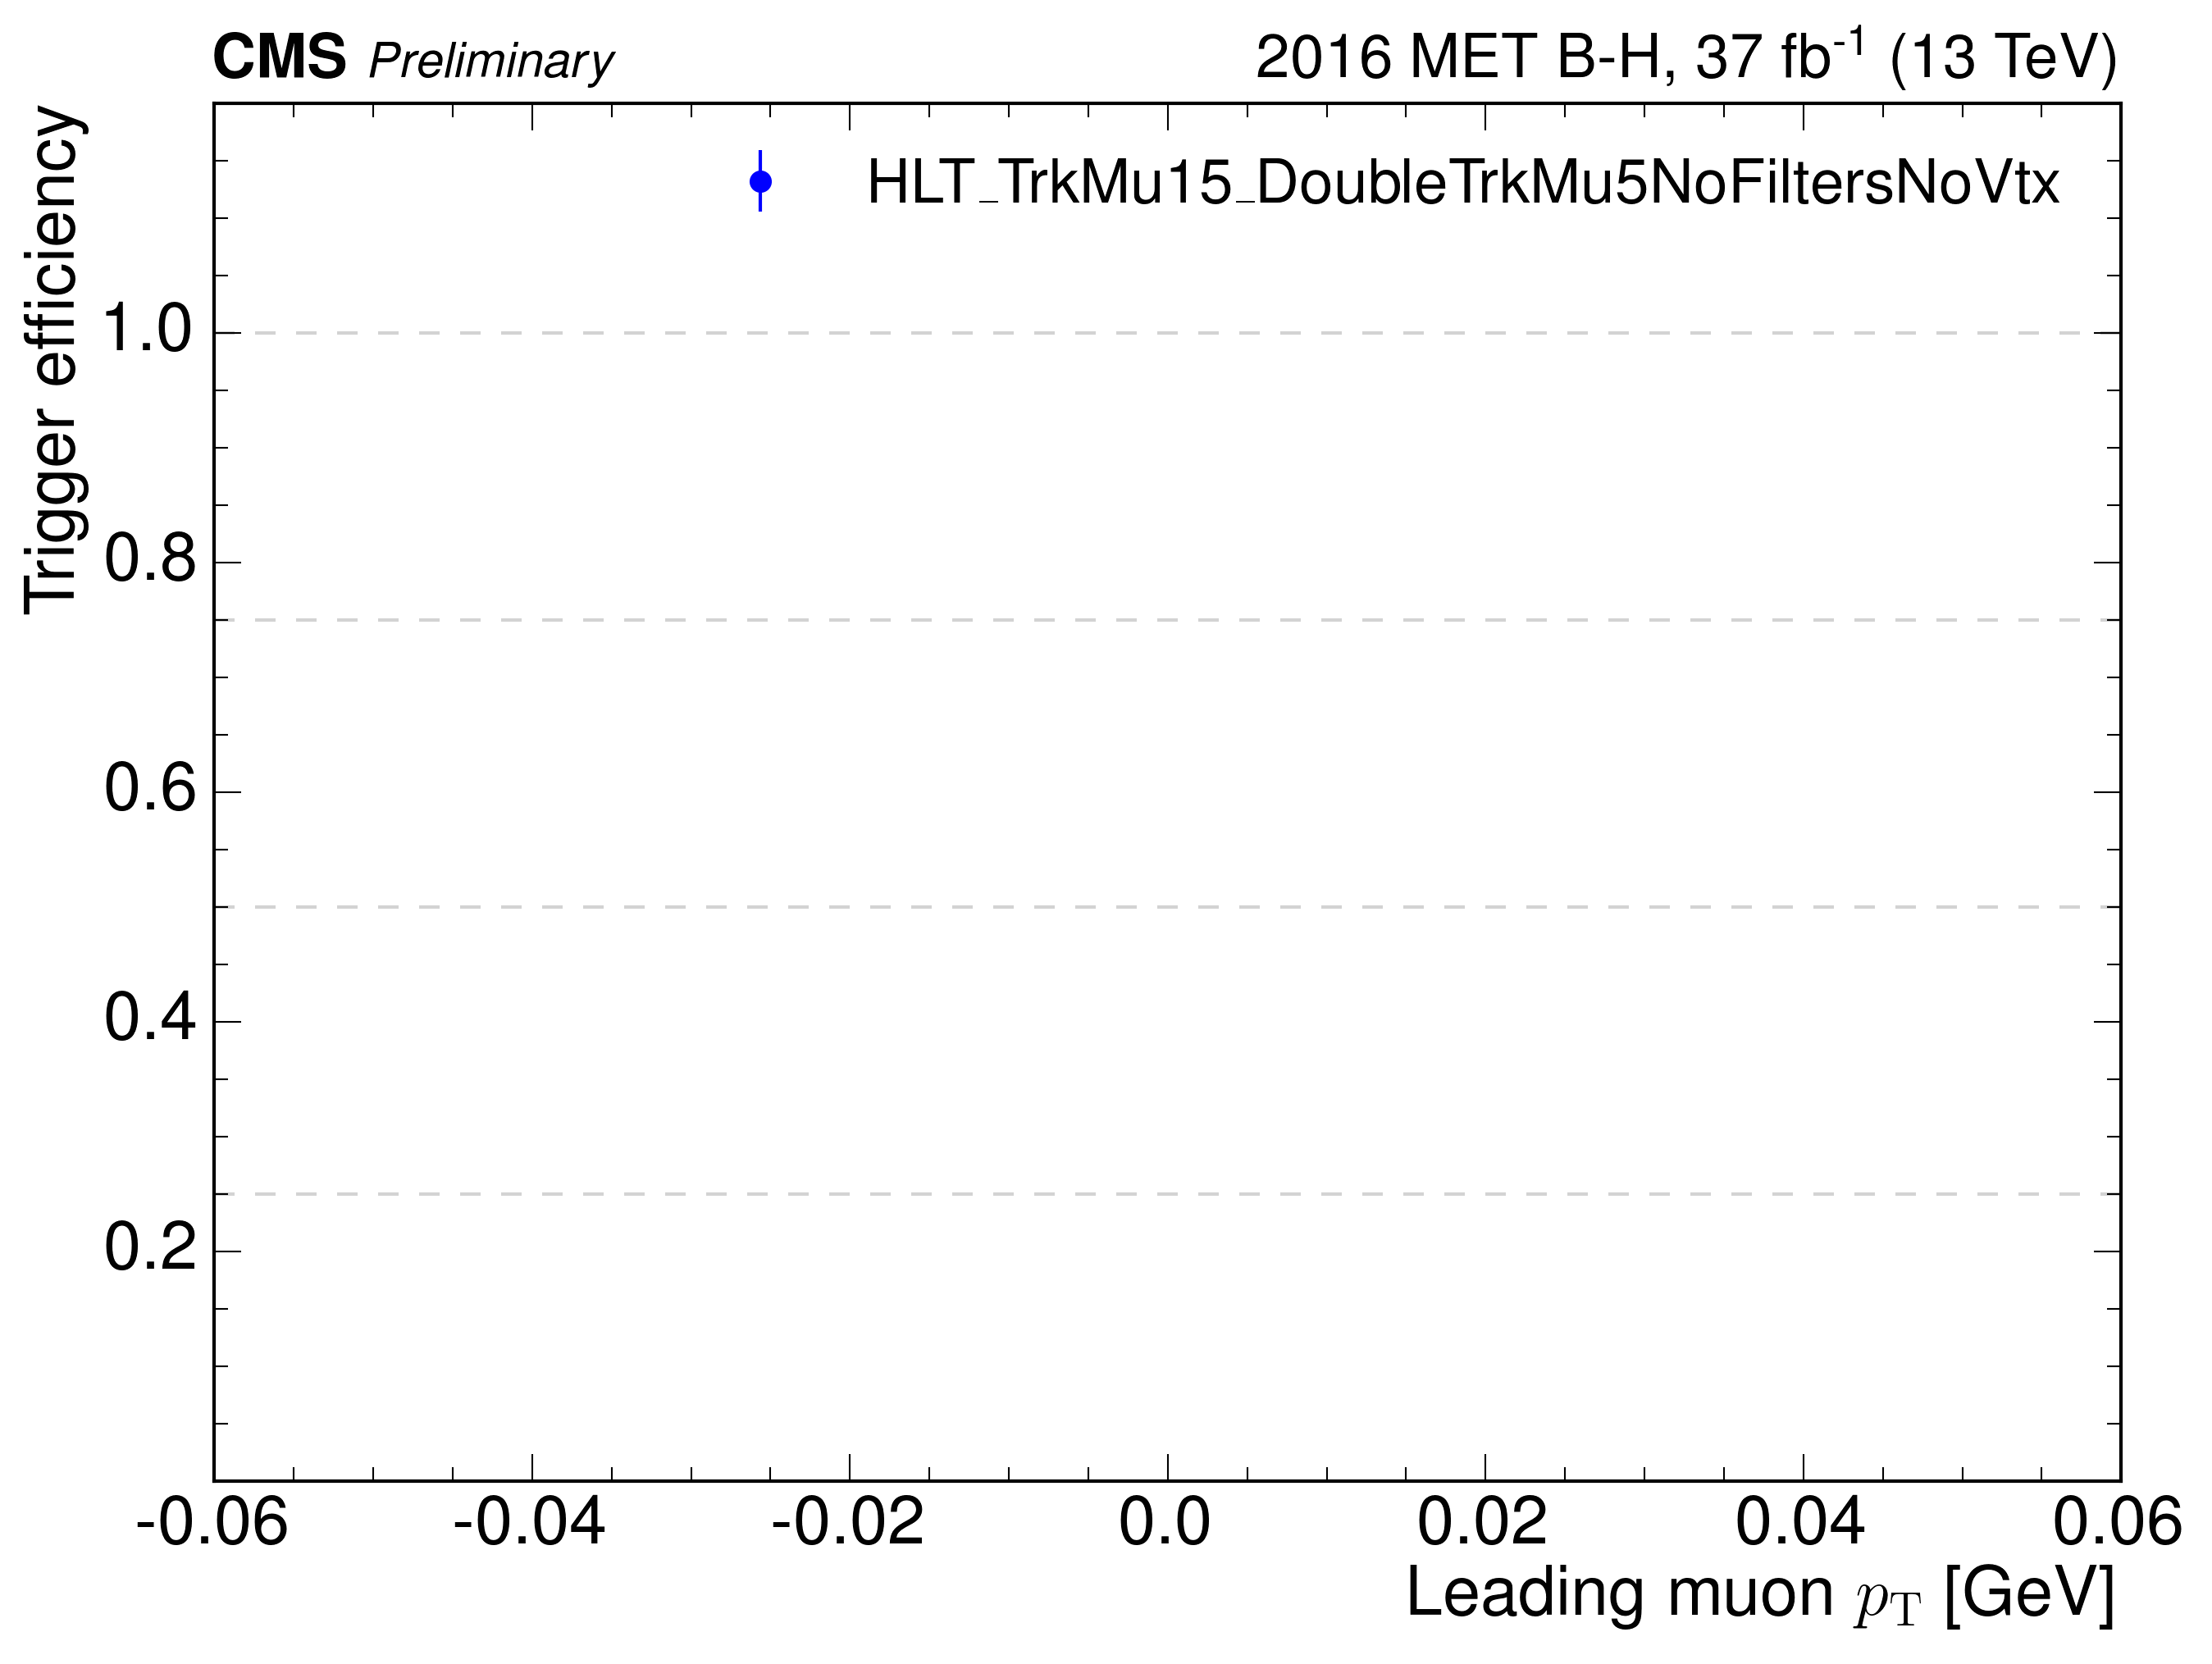 CMS Preliminary 2016 MET B-H, 37 fb-1 (13 TeV)
HLT_TrkMu15_DoubleTrkMu5NoFiltersNoVtx
Trigger efficiency
1.0
0.8
0.6
0.4
0.2
-0.06 -0.04 -0.02 0.0 0.02 0.04 0.06
Leading muon pT [GeV]